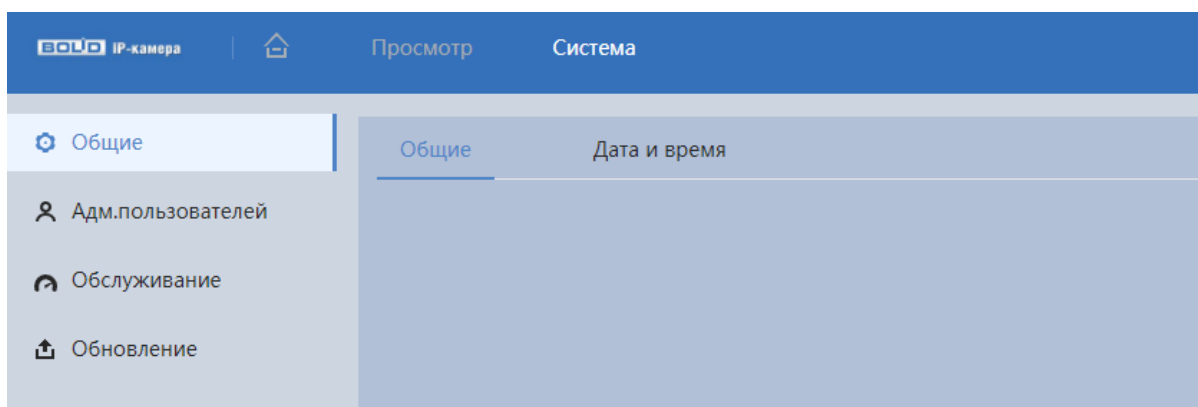 BOLID IP-камера Просмотр Система
Общие
Общие Дата и время
Адм.пользователей
Обслуживание
Обновление